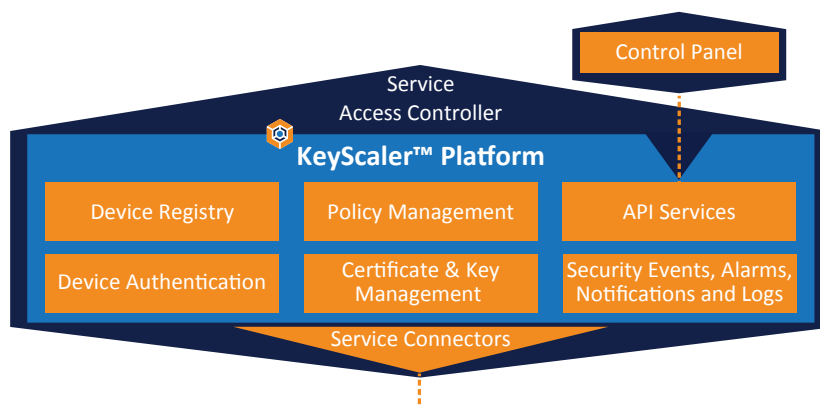 Control Panel
Service
Access Controller
KeyScaler™ Platform
Device Registry
Policy Management
API Services
Device Authentication
Certificate & Key
Management
Security Events, Alarms,
Notifications and Logs
Service Connectors